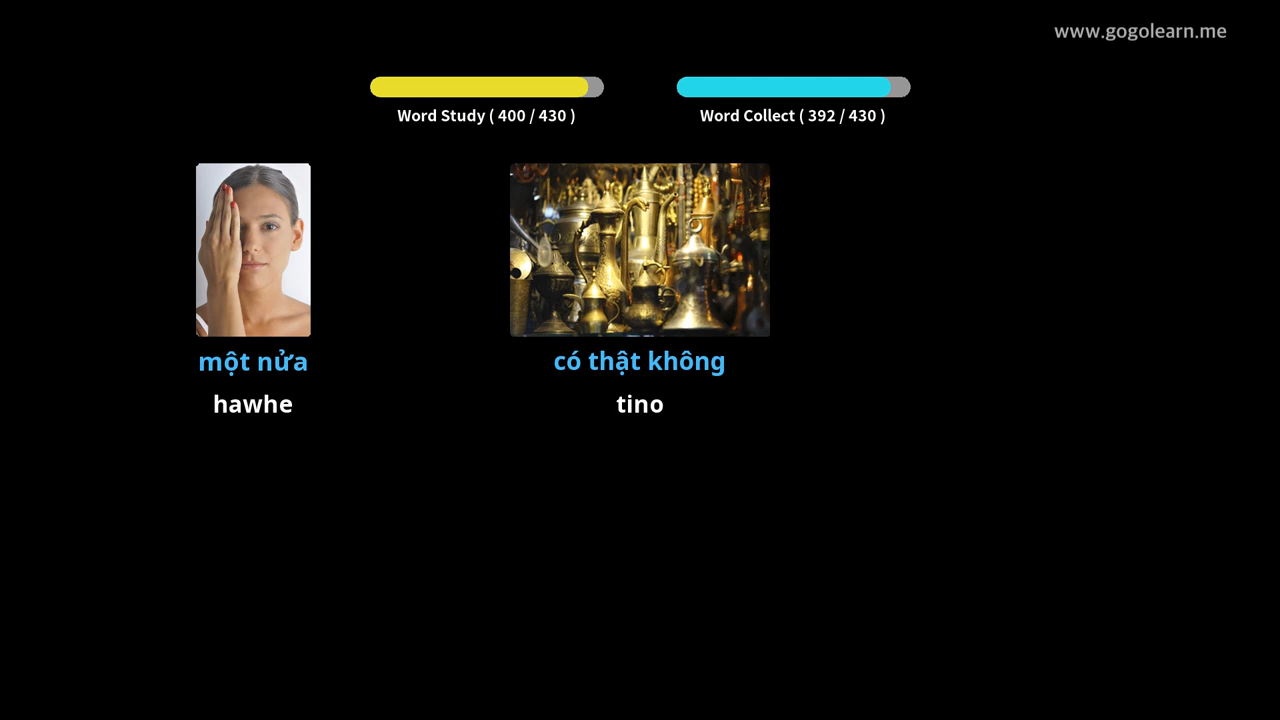 www.gogolearn.me
Word Study ( 400 / 430 )
Word Collect ( 392 / 430 )
một nửa
có thật không
hawhe
tino